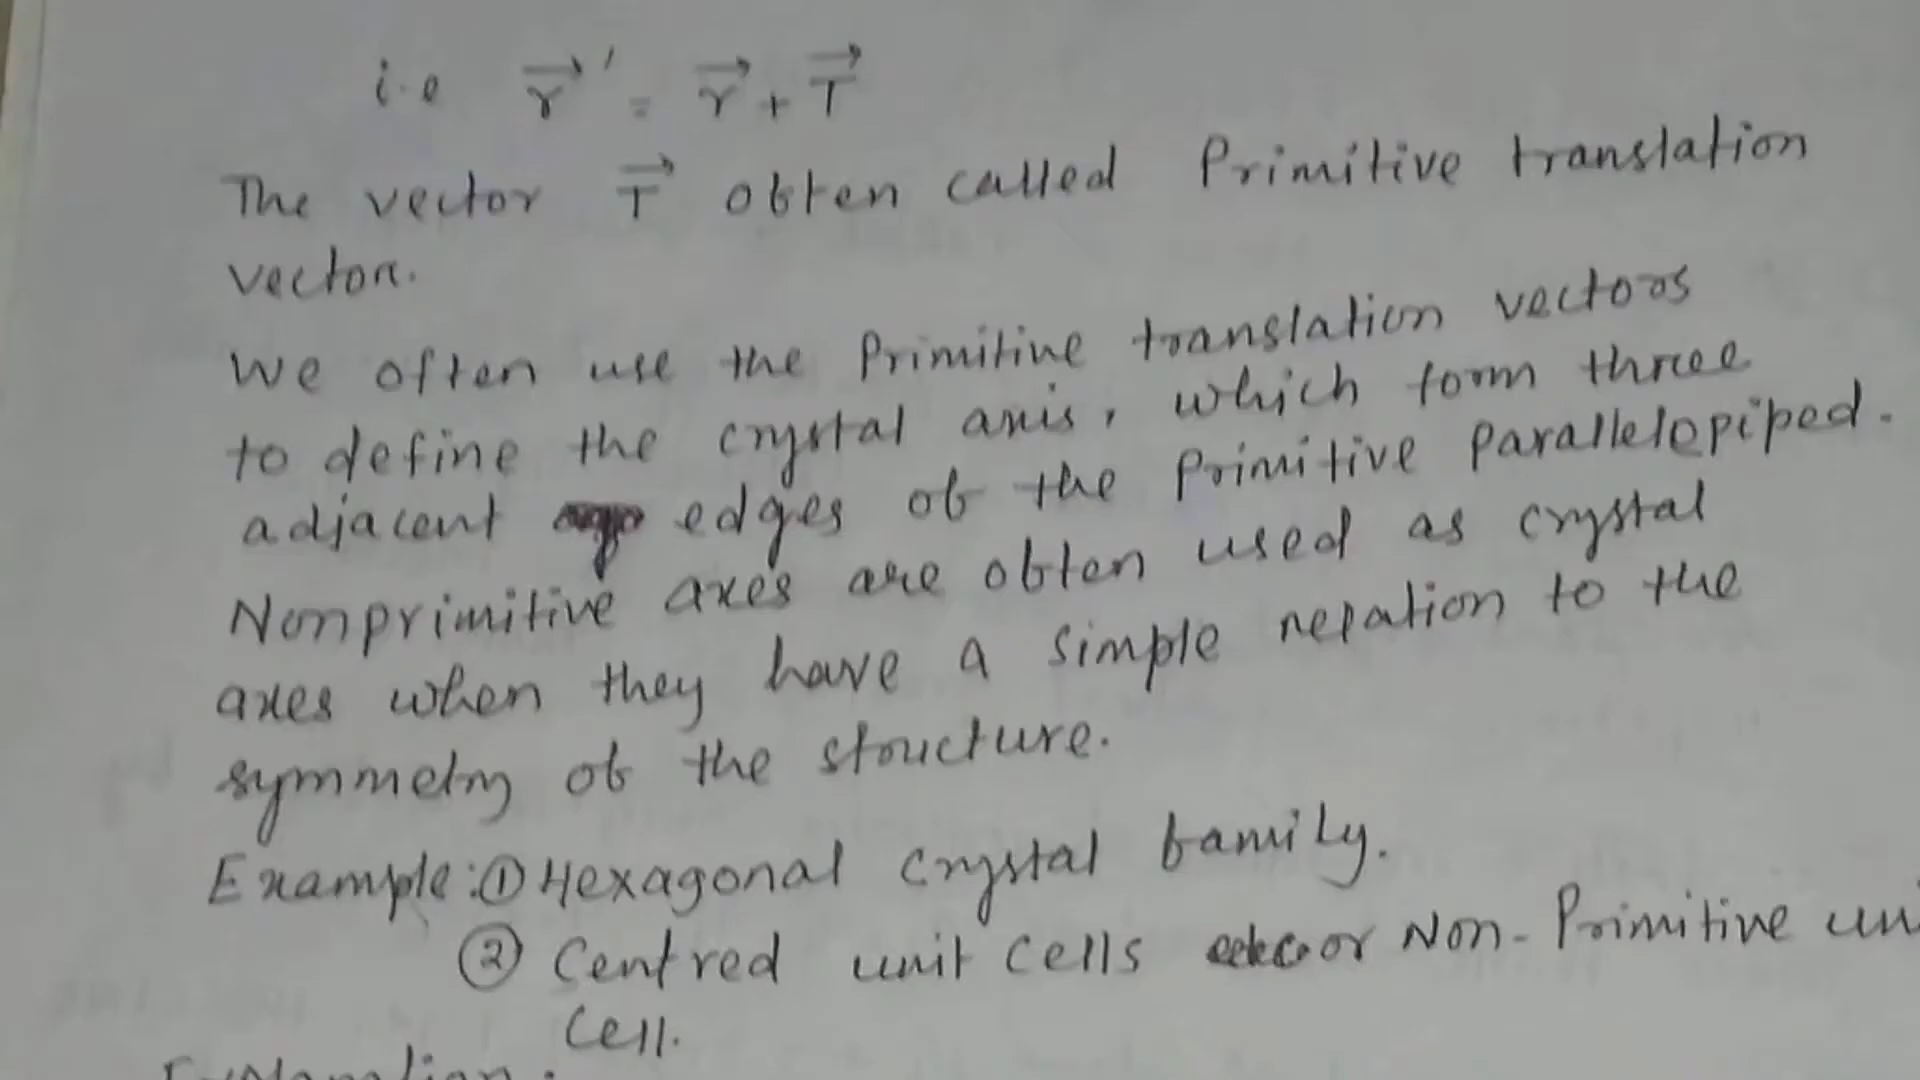 i.e r⃗' = r⃗ + T⃗
The vector T⃗ often called Primitive translation
vector.
We often use the Primitive translation vectors
to define the crystal axis, which form three
adjacent edges of the Primitive Parallelopiped.
Nonprimitive axes are often used as crystal
axes when they have a simple relation to the
symmetry of the structure.
Example: ① Hexagonal crystal family.
② Centred unit cells or Non-Primitive uni
Cell.
Explanation: